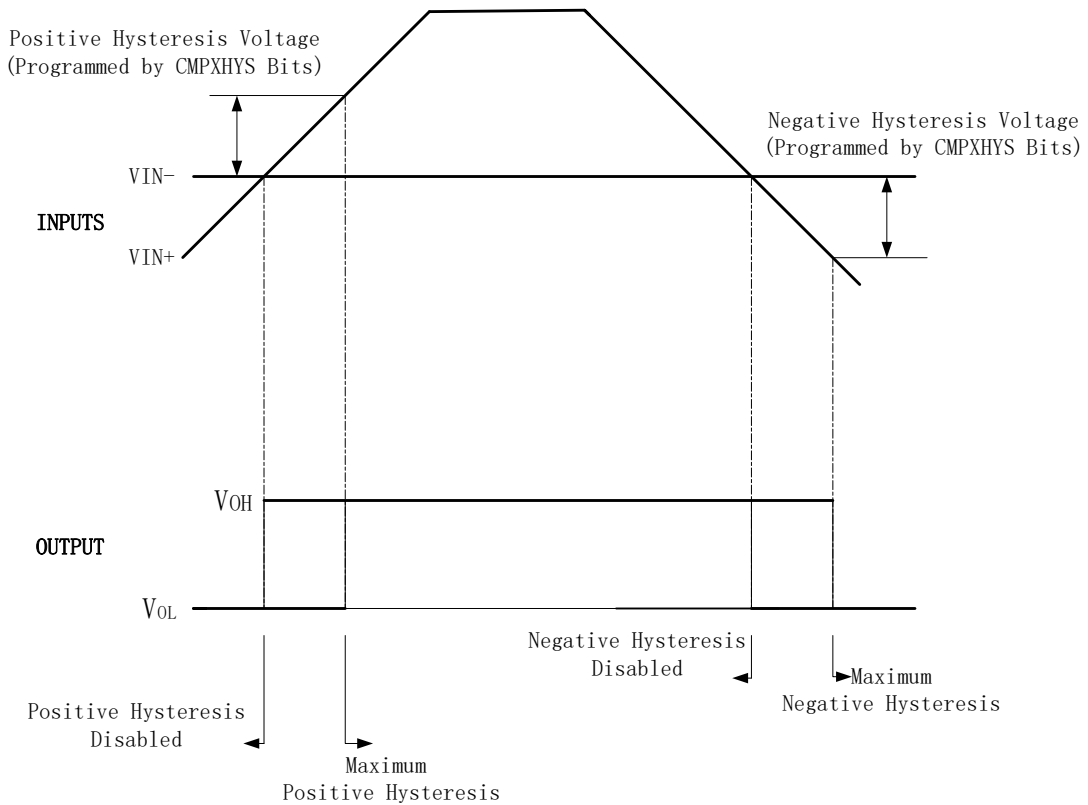 Positive Hysteresis Voltage
(Programmed by CMPXHYS Bits)
Negative Hysteresis Voltage
(Programmed by CMPXHYS Bits)
VIN-
INPUTS
VIN+
VOH
OUTPUT
VOL
Negative Hysteresis
Disabled
Maximum
Negative Hysteresis
Positive Hysteresis
Disabled
Maximum
Positive Hysteresis